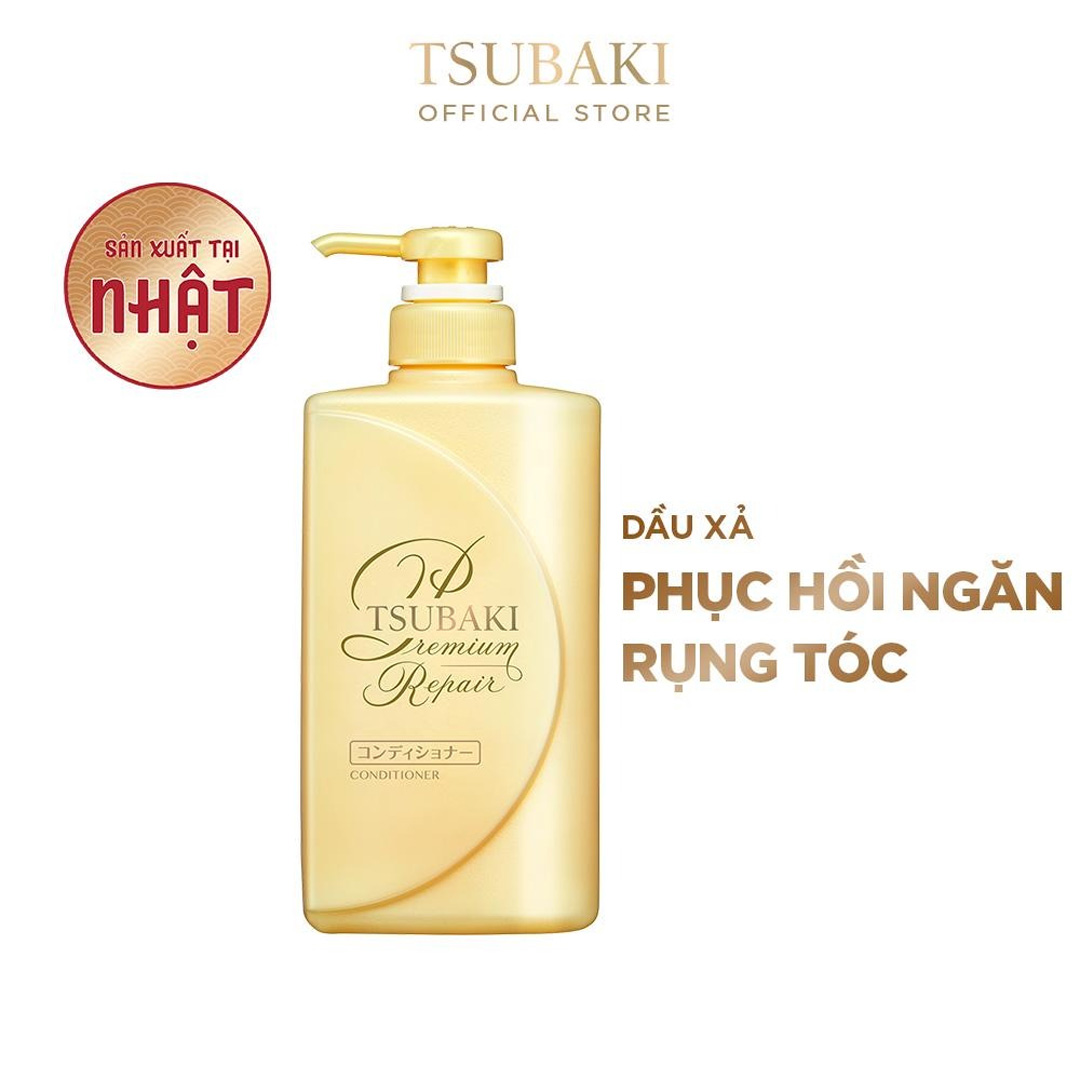 TSUBAKI
OFFICIAL STORE
SẢN XUẤT TẠI
NHẬT
TSUBAKI
Premium
Repair
コンディショナー
CONDITIONER
DẦU XẢ
PHỤC HỒI NGĂN
RỤNG TÓC